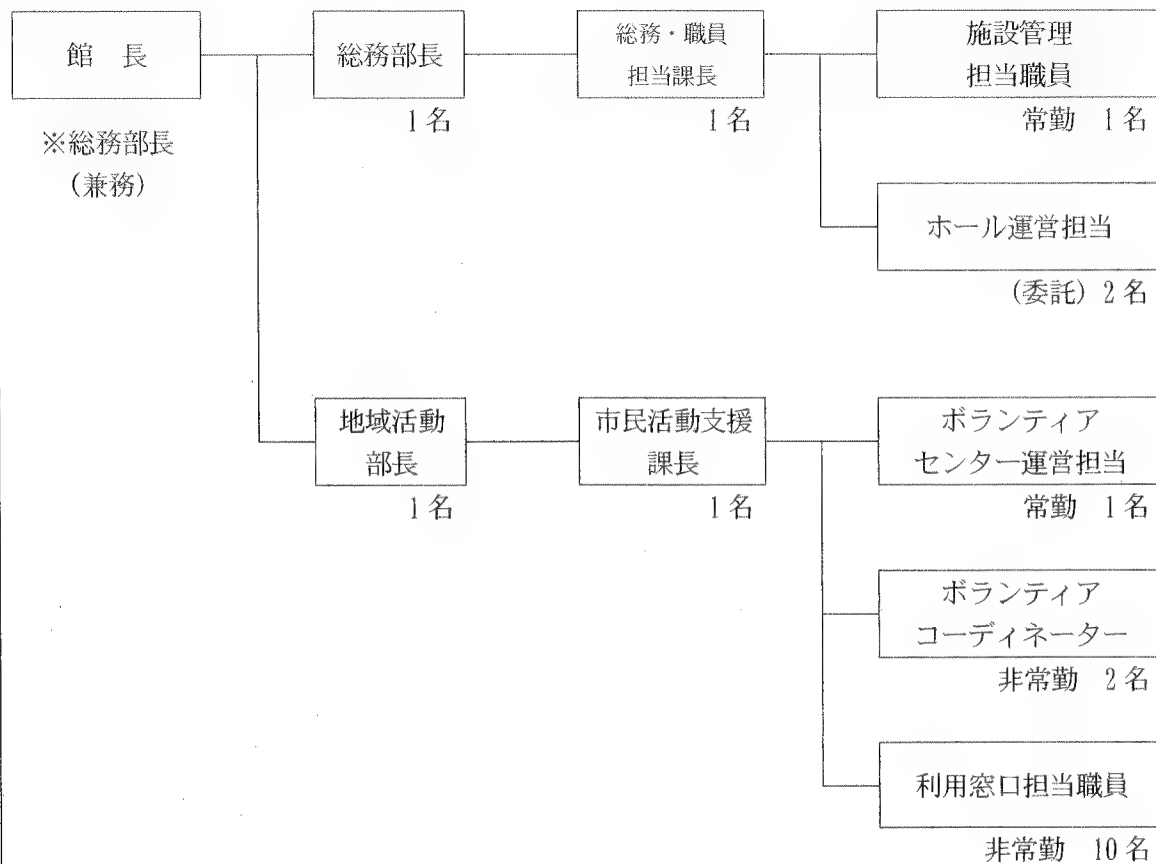 館　長
※総務部長
（兼務）
総務部長
1名
総務・職員
担当課長
1名
施設管理
担当職員
常勤　1名
ホール運営担当
（委託）2名
地域活動
部長
1名
市民活動支援
課長
1名
ボランティア
センター運営担当
常勤　1名
ボランティア
コーディネーター
非常勤　2名
利用窓口担当職員
非常勤　10名